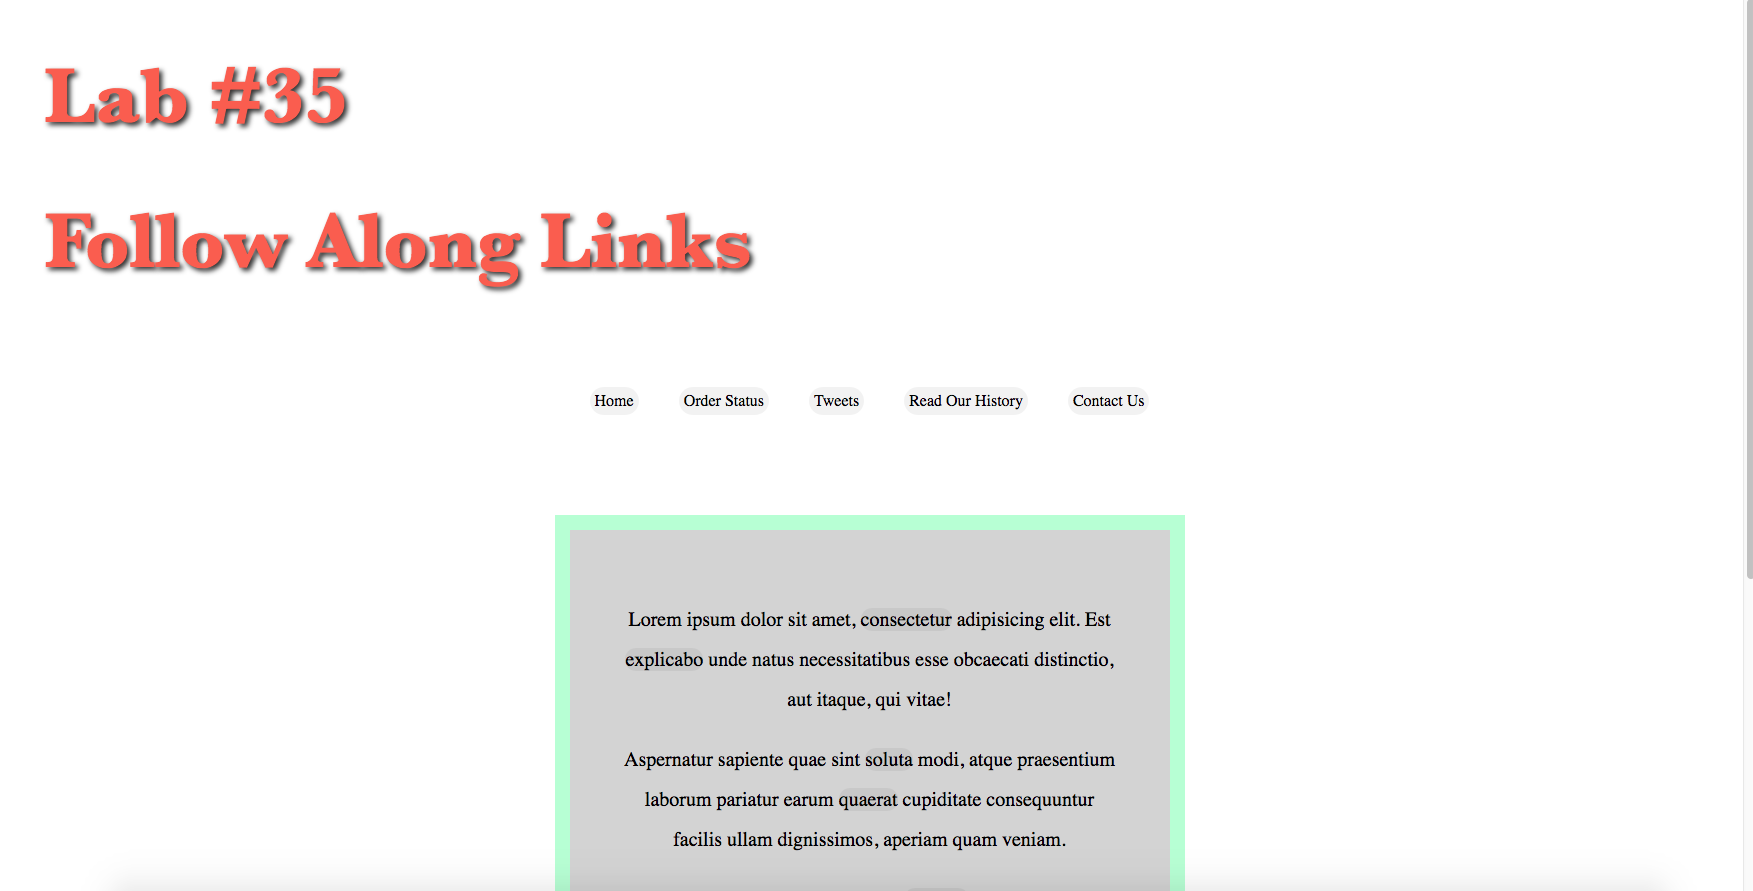 Lab #35
Follow Along Links
Home Order Status Tweets Read Our History Contact Us
Lorem ipsum dolor sit amet, consectetur adipisicing elit. Est
explicabo unde natus necessitatibus esse obcaecati distinctio,
aut itaque, qui vitae!
Aspernatur sapiente quae sint soluta modi, atque praesentium
laborum pariatur earum quaerat cupiditate consequuntur
facilis ullam dignissimos, aperiam quam veniam.